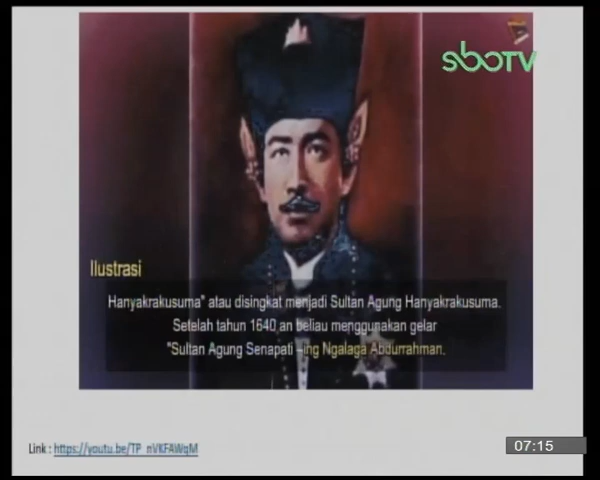 sboTV
Ilustrasi
Hanyakrakusuma" atau disingkat menjadi Sultan Agung Hanyakrakusuma.
Setelah tahun 1640 an beliau menggunakan gelar
"Sultan Agung Senapati –ing Ngalaga Abdurrahman.
Link : https://youtu.be/TP_nVKFAWqM
07:15